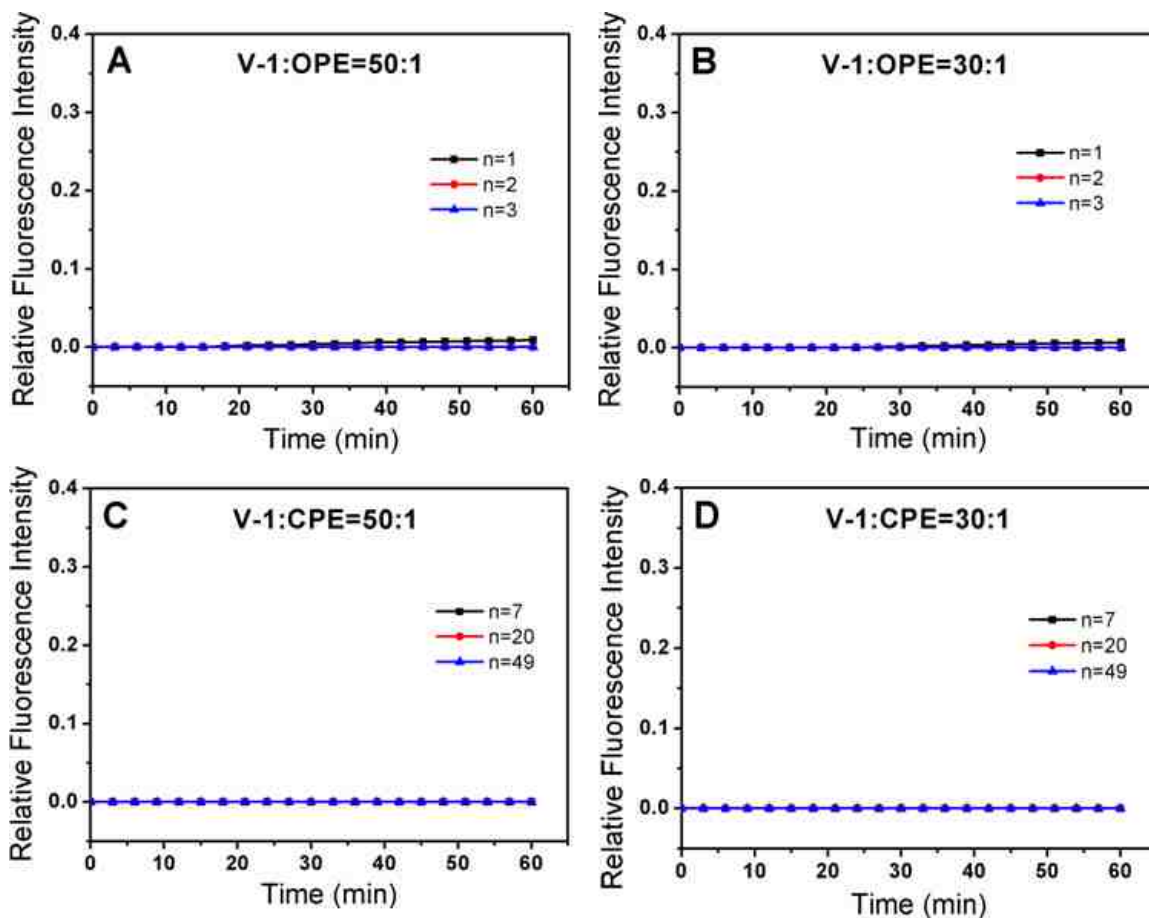 A
V-1:OPE=50:1
Relative Fluorescence Intensity
0.4
0.3
0.2
0.1
0.0
n=1
n=2
n=3
0 10 20 30 40 50 60
Time (min)
B
V-1:OPE=30:1
Relative Fluorescence Intensity
0.4
0.3
0.2
0.1
0.0
n=1
n=2
n=3
0 10 20 30 40 50 60
Time (min)
C
V-1:CPE=50:1
Relative Fluorescence Intensity
0.4
0.3
0.2
0.1
0.0
n=7
n=20
n=49
0 10 20 30 40 50 60
Time (min)
D
V-1:CPE=30:1
Relative Fluorescence Intensity
0.4
0.3
0.2
0.1
0.0
n=7
n=20
n=49
0 10 20 30 40 50 60
Time (min)